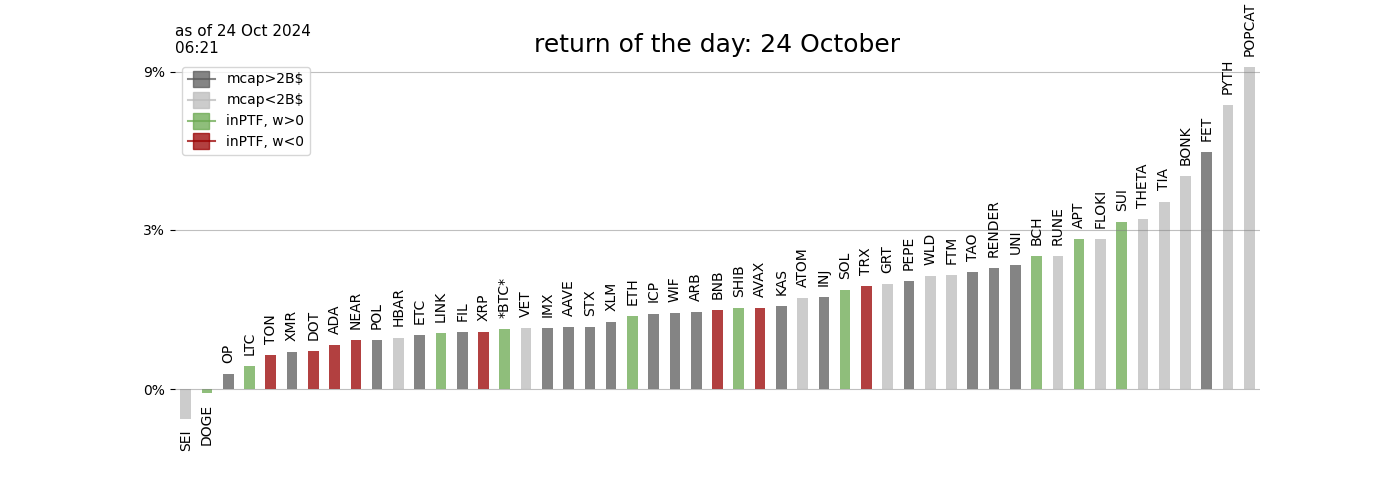 as of 24 Oct 2024
06:21
return of the day: 24 October
9%
3%
0%
mcap>2B$
mcap<2B$
inPTF, w>0
inPTF, w<0
SEI
DOGE
OP
LTC
TON
XMR
DOT
ADA
NEAR
POL
HBAR
ETC
LINK
FIL
XRP
*BTC*
VET
IMX
AAVE
STX
XLM
ETH
ICP
WIF
ARB
BNB
SHIB
AVAX
KAS
ATOM
INJ
SOL
TRX
GRT
PEPE
WLD
FTM
TAO
RENDER
UNI
BCH
RUNE
APT
FLOKI
SUI
THETA
TIA
BONK
FET
PYTH
POPCAT